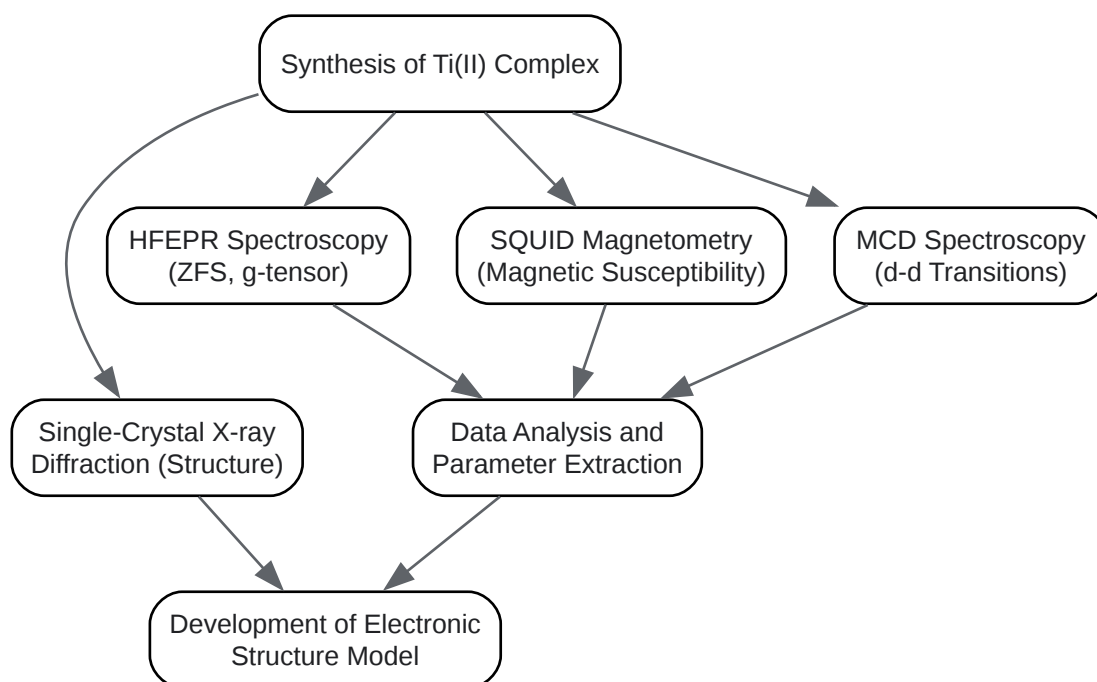 Synthesis of Ti(II) Complex
HFEPR Spectroscopy
(ZFS, g-tensor)
SQUID Magnetometry
(Magnetic Susceptibility)
MCD Spectroscopy
(d-d Transitions)
Single-Crystal X-ray
Diffraction (Structure)
Data Analysis and
Parameter Extraction
Development of Electronic
Structure Model